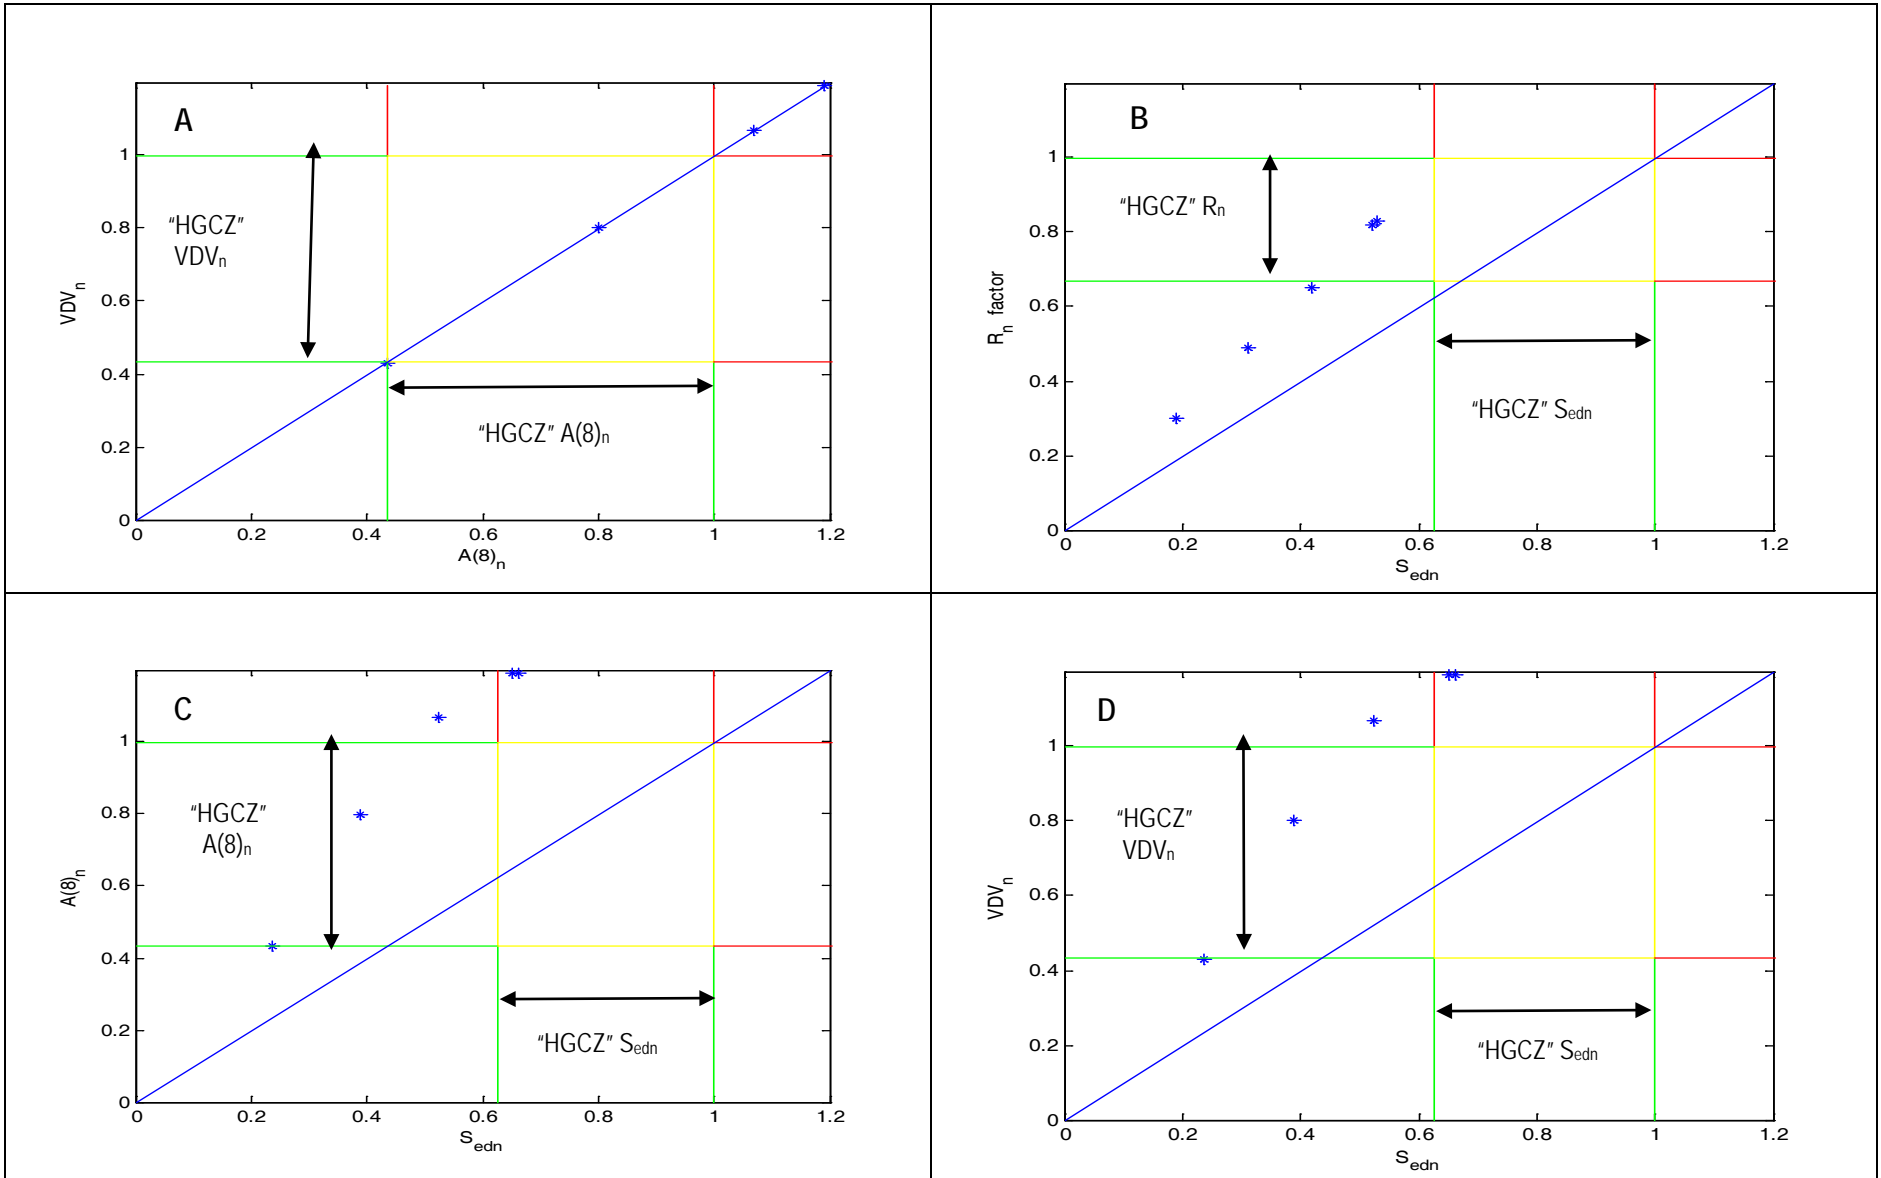 A
1
0.8
0.6
0.4
0.2
0
VDVn
“HGCZ”
VDVn
“HGCZ” A(8)n
0
0.2
0.4
0.6
0.8
1
1.2
A(8)n
B
1
0.8
0.6
0.4
0.2
0
Rn factor
“HGCZ” Rn
“HGCZ” Sedn
0
0.2
0.4
0.6
0.8
1
1.2
Sedn
C
1
0.8
0.6
0.4
0.2
0
A(8)n
“HGCZ”
A(8)n
“HGCZ” Sedn
0
0.2
0.4
0.6
0.8
1
1.2
Sedn
D
1
0.8
0.6
0.4
0.2
0
VDVn
“HGCZ”
VDVn
“HGCZ” Sedn
0
0.2
0.4
0.6
0.8
1
1.2
Sedn